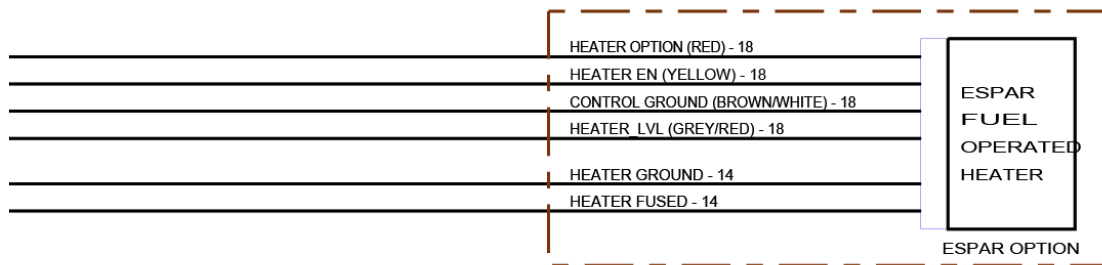 HEATER OPTION (RED) - 18
HEATER EN (YELLOW) - 18
CONTROL GROUND (BROWN/WHITE) - 18
HEATER_LVL (GREY/RED) - 18
HEATER GROUND - 14
HEATER FUSED - 14
ESPAR
FUEL
OPERATED
HEATER
ESPAR OPTION